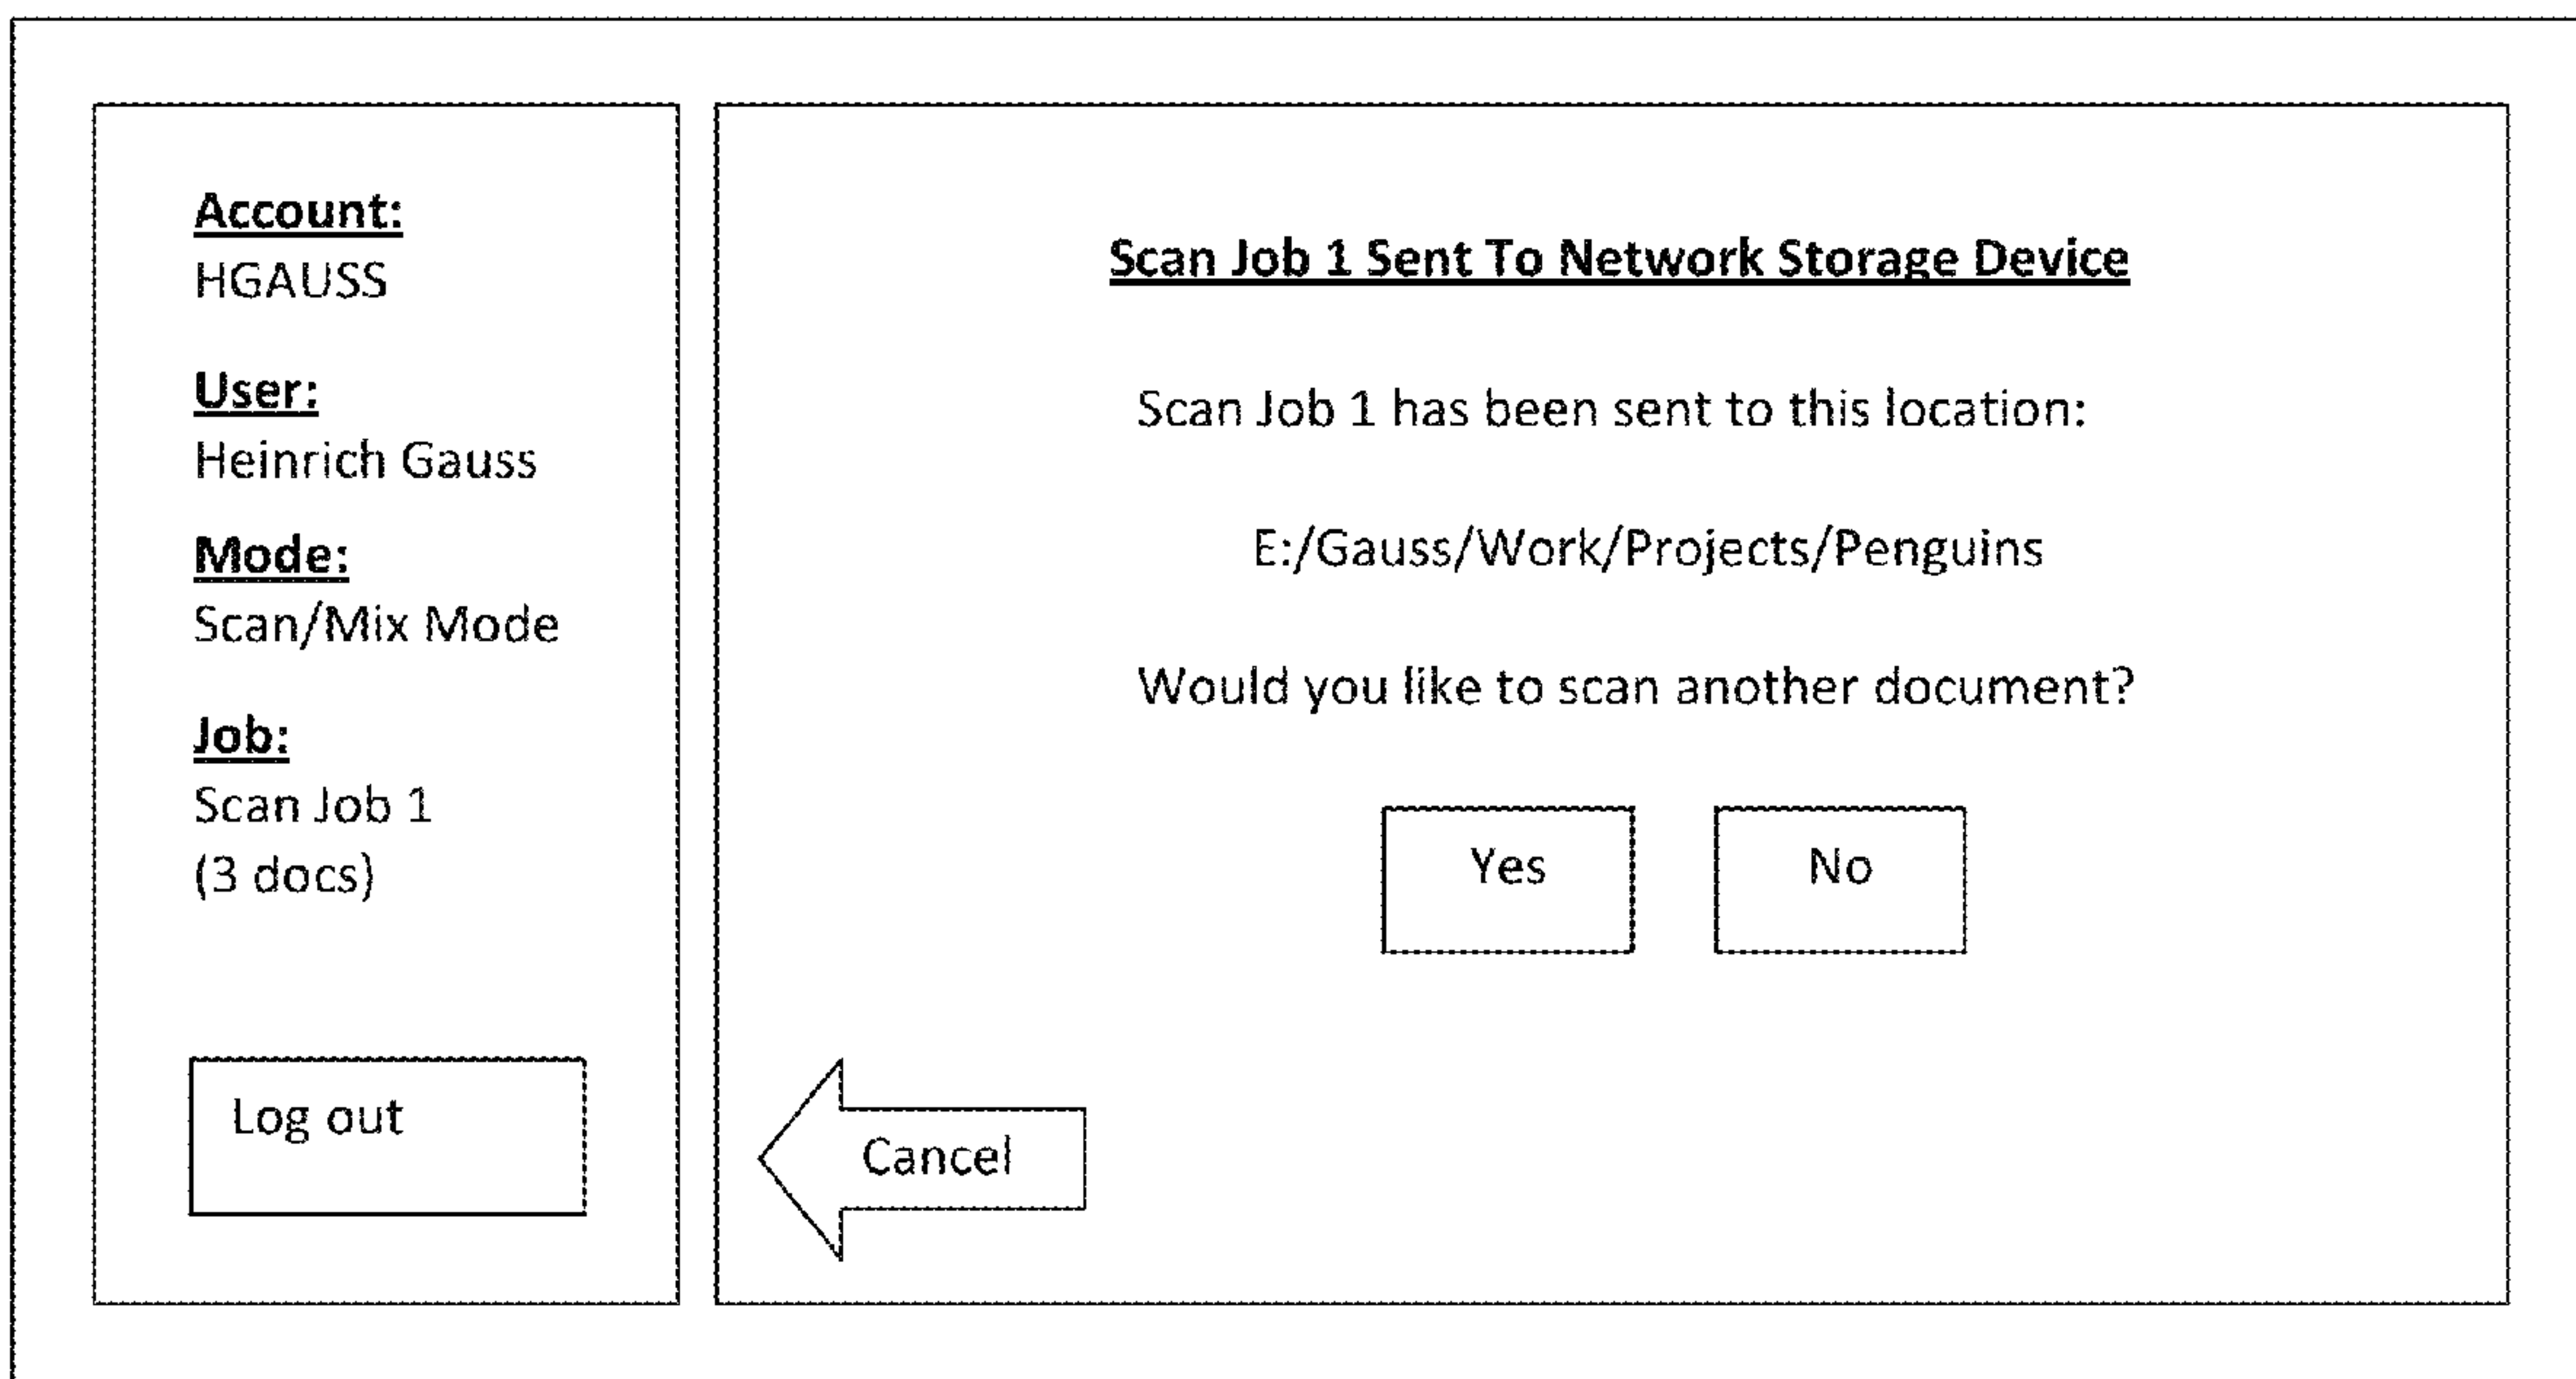 Account:
HGAUSS
User:
Heinrich Gauss
Mode:
Scan/Mix Mode
Job:
Scan Job 1
(3 docs)
Log out
Scan Job 1 Sent To Network Storage Device
Scan Job 1 has been sent to this location:
E:/Gauss/Work/Projects/Penguins
Would you like to scan another document?
Yes
No
Cancel